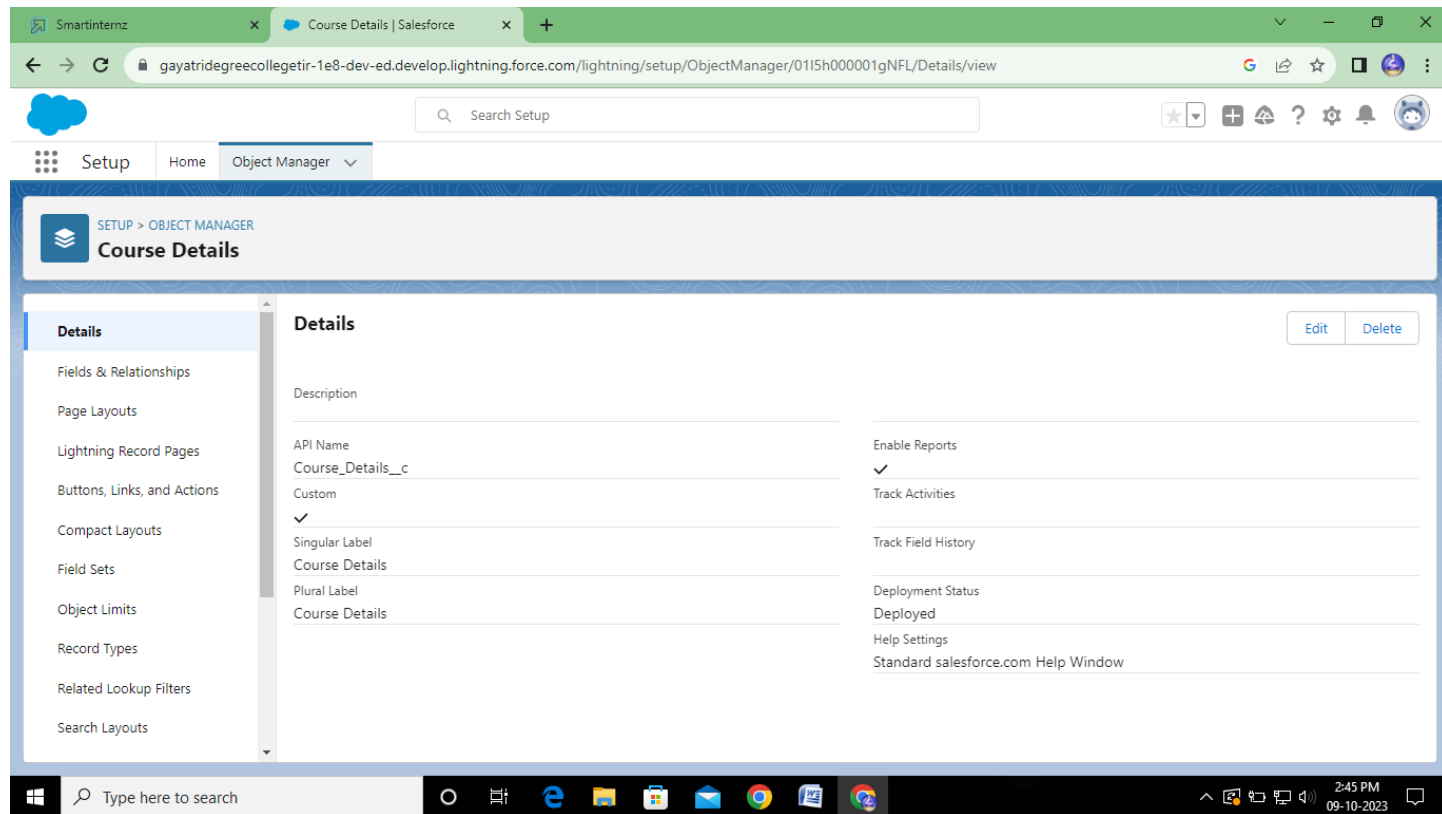 Smartinternz
Course Details | Salesforce
gayatridegreecollegetir-1e8-dev-ed.develop.lightning.force.com/lightning/setup/ObjectManager/01I5h000001gNFL/Details/view
Search Setup
Setup Home Object Manager
SETUP > OBJECT MANAGER
Course Details
Details
Fields & Relationships
Page Layouts
Lightning Record Pages
Buttons, Links, and Actions
Compact Layouts
Field Sets
Object Limits
Record Types
Related Lookup Filters
Search Layouts
Details
Edit Delete
Description
API Name
Course_Details__c
Custom
Singular Label
Course Details
Plural Label
Course Details
Enable Reports
Track Activities
Track Field History
Deployment Status
Deployed
Help Settings
Standard salesforce.com Help Window
Type here to search
2:45 PM
09-10-2023